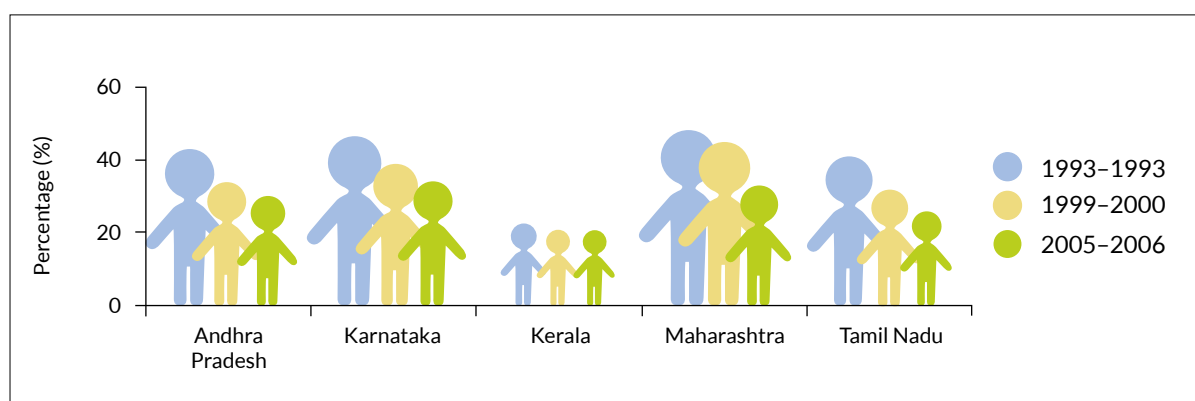 60
40
20
0
Percentage (%)
Andhra
Pradesh
Karnataka
Kerala
Maharashtra
Tamil Nadu
1993–1993
1999–2000
2005–2006